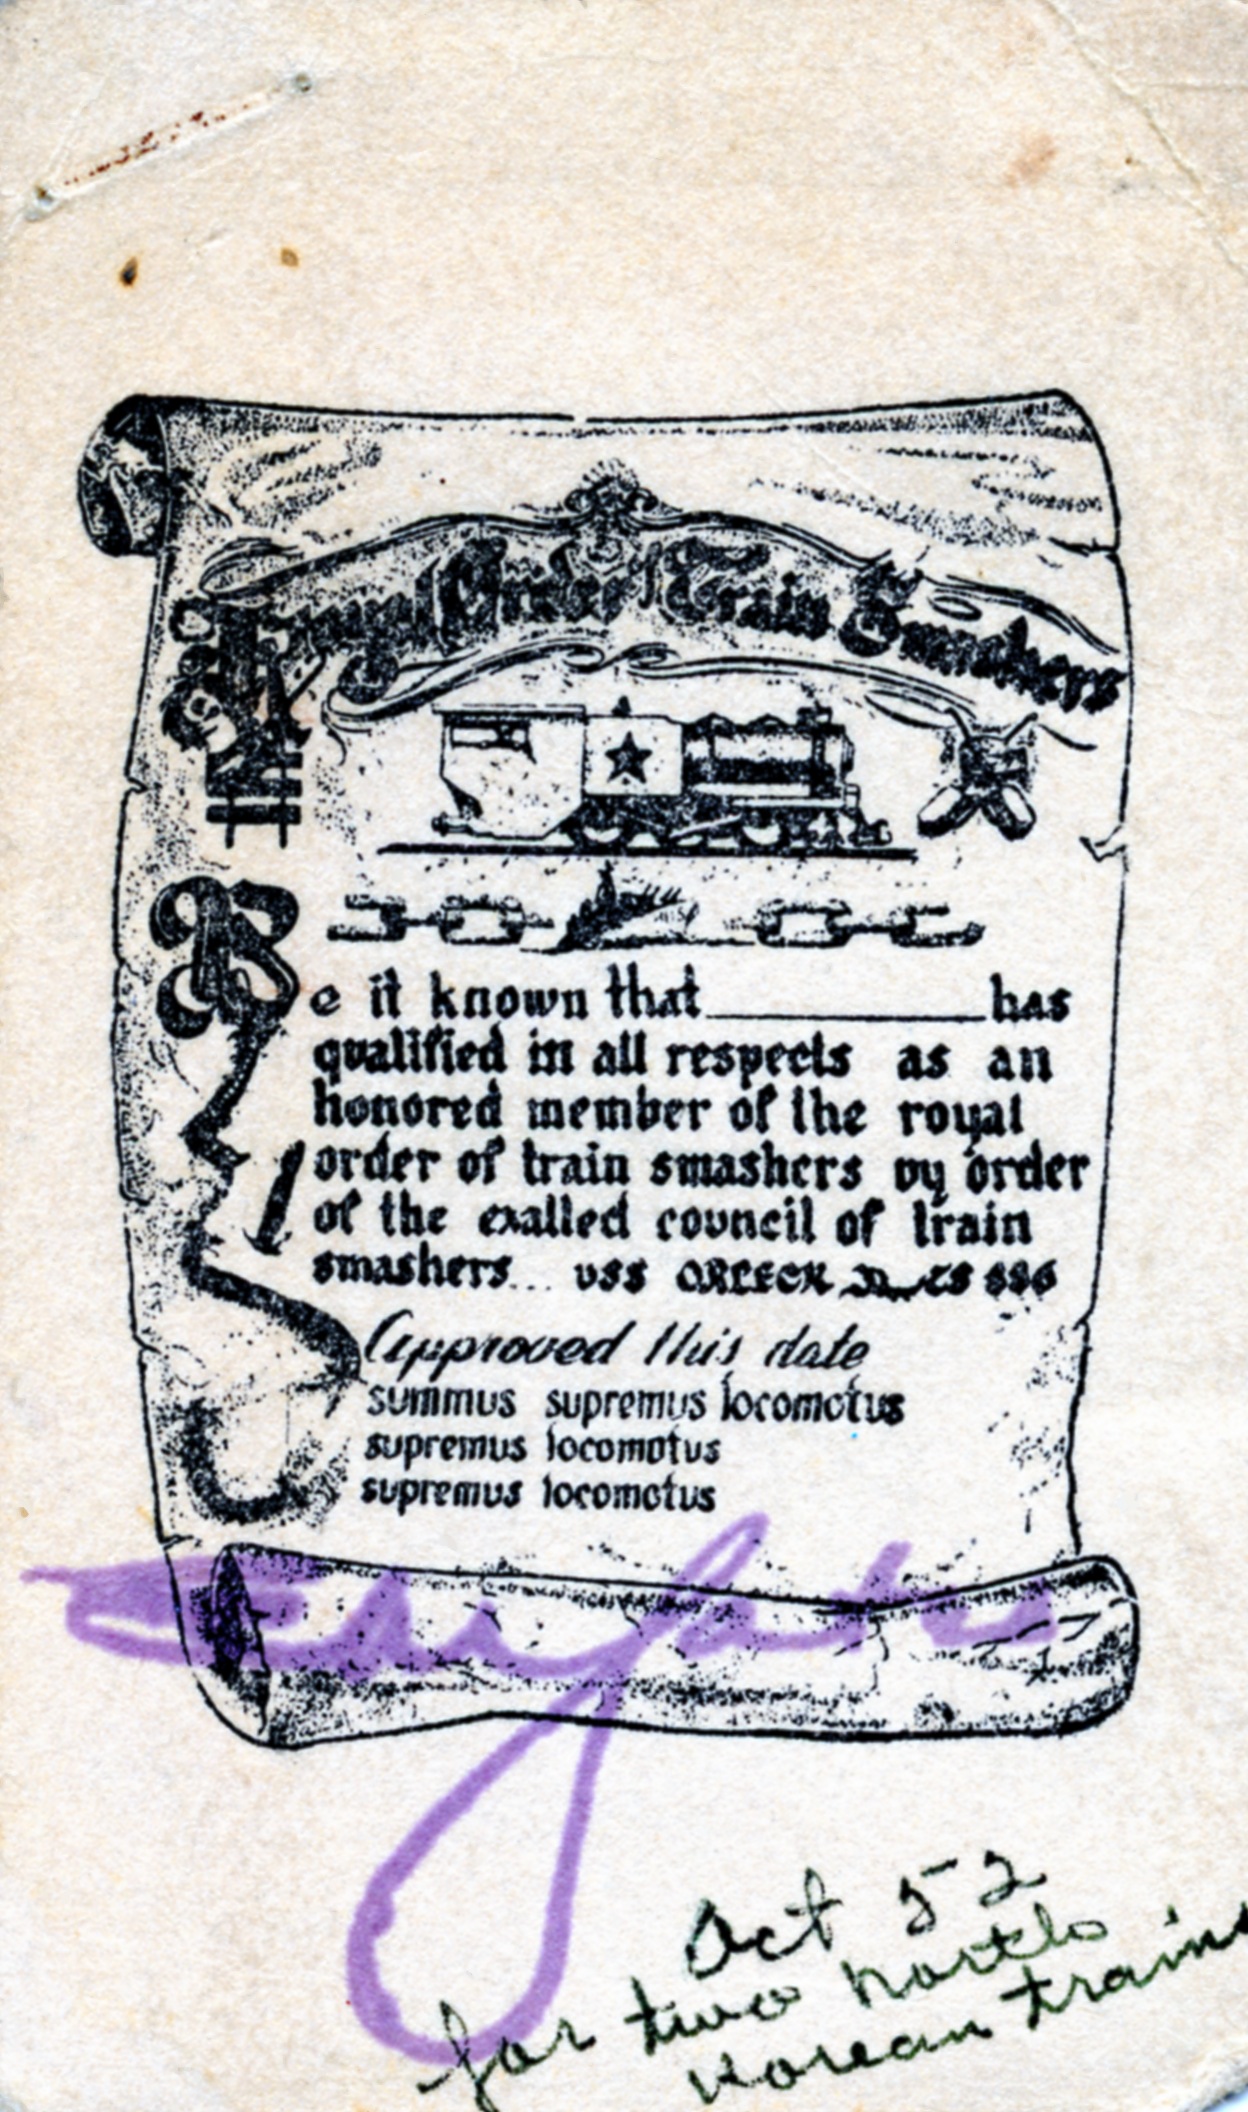 Royal Order Train Smashers
Be it known that has
qualified in all respects as an
honored member of the royal
order of train smashers by order
of the exalted council of train
smashers... USS ORLECK 886
Approved this date
summus supremus locomotus
supremus locomotus
supremus locomotus
Oct 52
for two north
Korean trains